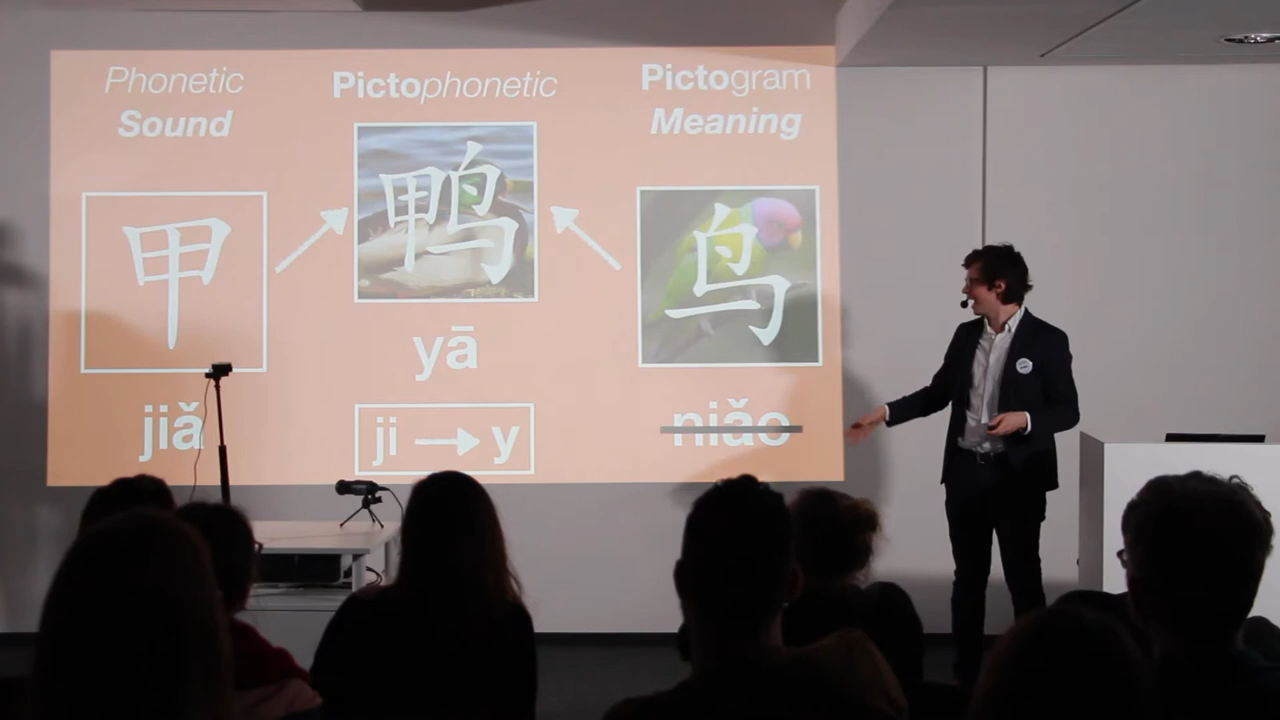 Phonetic
Sound
甲
jiǎ
Pictophonetic
鸭
yā
ji → y
Pictogram
Meaning
鸟
niǎo